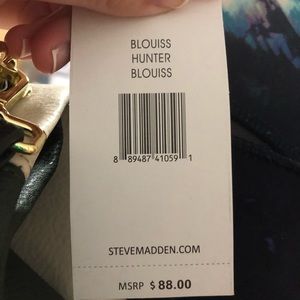 BLOUISS
HUNTER
BLOUISS
8 89487 41059 1
STEVEMADDEN.COM
MSRP $ 88.00